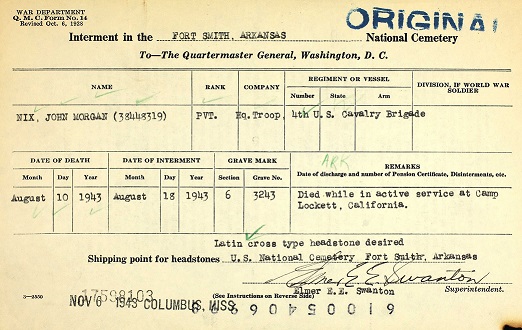 WAR DEPARTMENT
Q. M. C. Form No. 14
Revised Oct. 6, 1928
ORIGINAL
Interment in the FORT SMITH, ARKANSAS National Cemetery
To—The Quartermaster General, Washington, D. C.
NAME RANK COMPANY REGIMENT OR VESSEL DIVISION, IF WORLD WAR SOLDIER
Number State Arm
NIX, JOHN MORGAN (38448319) PVT. Hq.Troop, 4th U.S. Cavalry Brigade
DATE OF DEATH DATE OF INTERMENT GRAVE MARK ARK REMARKS
Month Day Year Month Day Year Section Grave No. Date of discharge and number of Pension Certificate, Disinterments, etc.
August 10 1943 August 18 1943 6 3243 Died while in active service at Camp
Lockett, California.
Latin cross type headstone desired
Shipping point for headstones U.S. National Cemetery Fort Smith, Arkansas
Elmer E. E. Swanton
Elmer E.E. Swanton Superintendent.
3—2550 17598103 (See Instructions on Reverse Side)
NOV 6 1943 COLUMBUS, MISS.